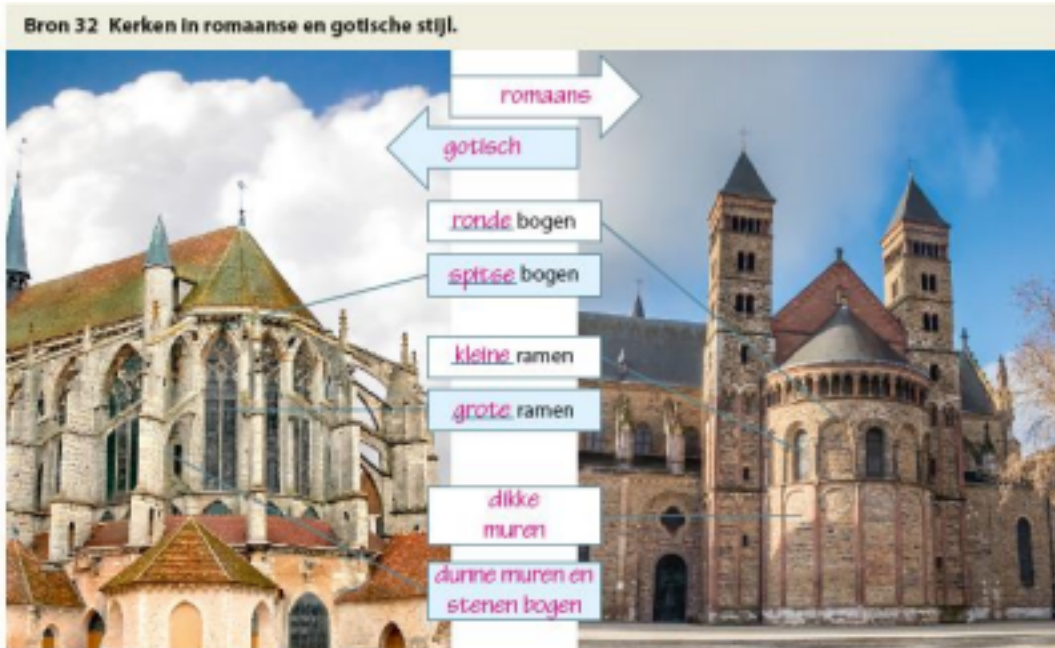 Bron 32 Kerken in romaanse en gotische stijl.
romaans
gotisch
ronde bogen
spitse bogen
kleine ramen
grote ramen
dikke
muren
dunne muren en
stenen bogen